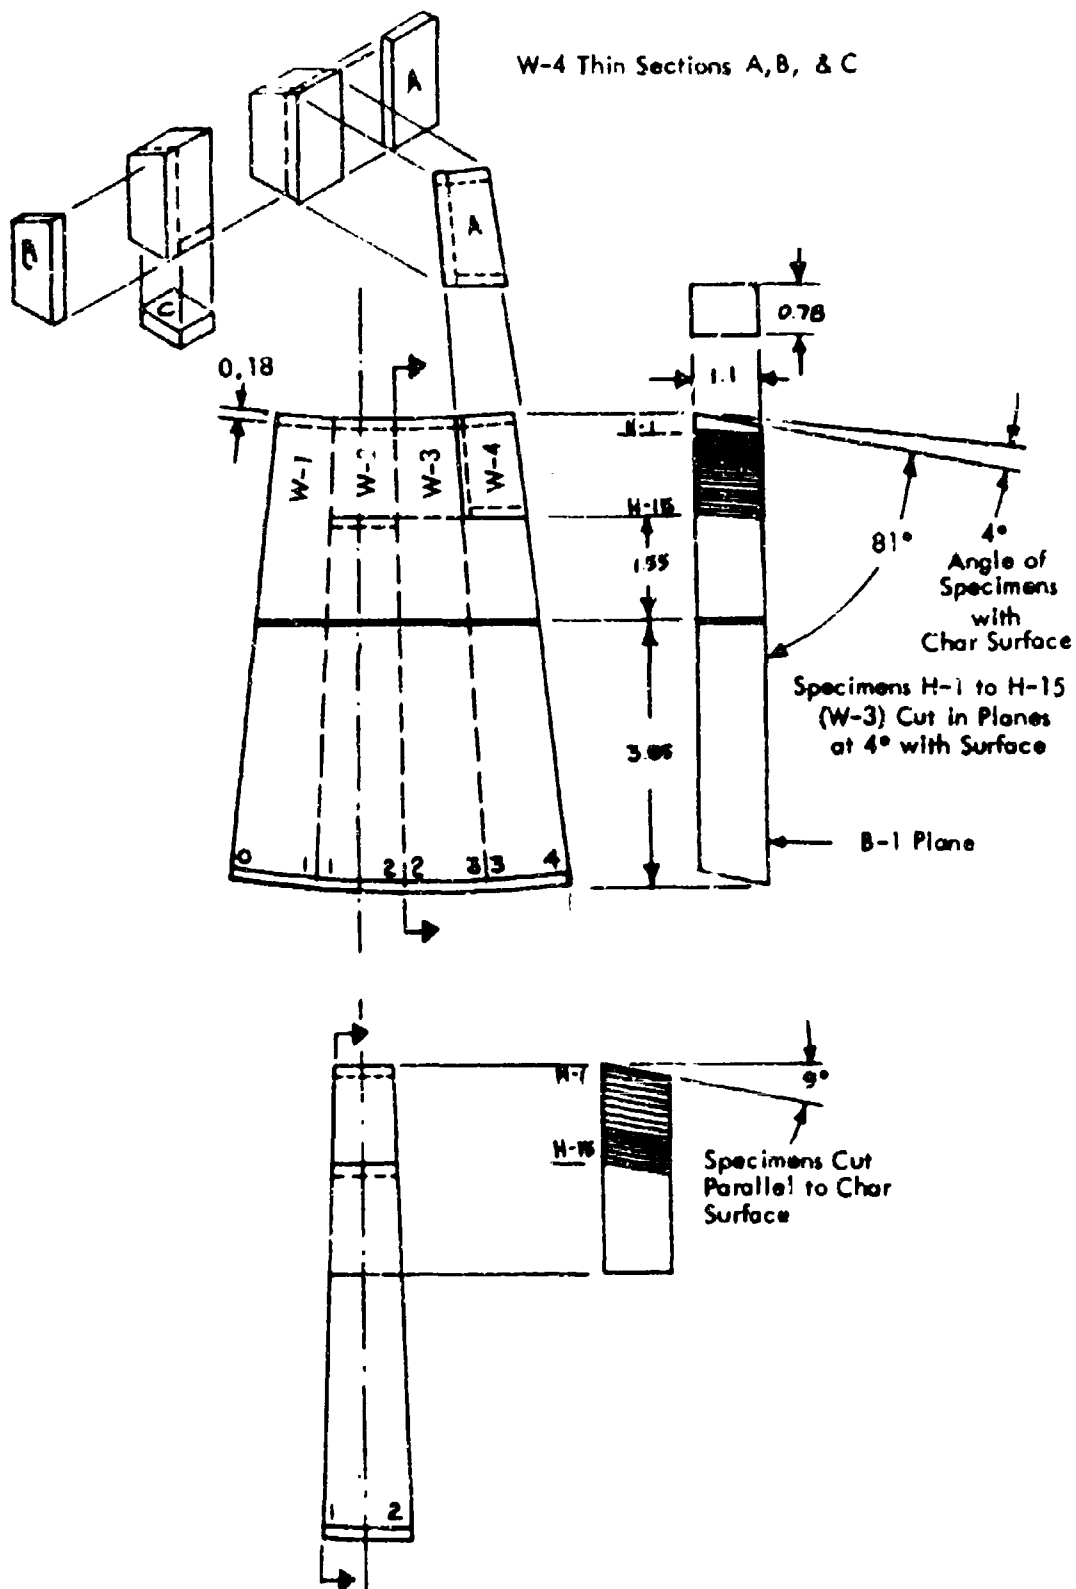 W-4 Thin Sections A, B, & C
A
A
B
C
0.78
1.1
0.18
W-1
W-2
W-3
W-4
H-1
H-15
1.55
81°
4°
Angle of
Specimens
with
Char Surface
Specimens H-1 to H-15
(W-3) Cut in Planes
at 4° with Surface
B-1 Plane
0 1 1 2 2 3 3 4
9°
H-15
Specimens Cut
Parallel to Char
Surface
1 2